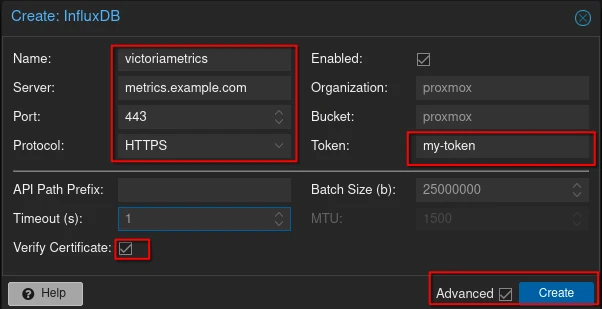 Create: InfluxDB
Name: victoriametrics Enabled:
Server: metrics.example.com Organization: proxmox
Port: 443 Bucket: proxmox
Protocol: HTTPS Token: my-token
API Path Prefix: Batch Size (b): 25000000
Timeout (s): 1 MTU: 1500
Verify Certificate:
? Help Advanced Create